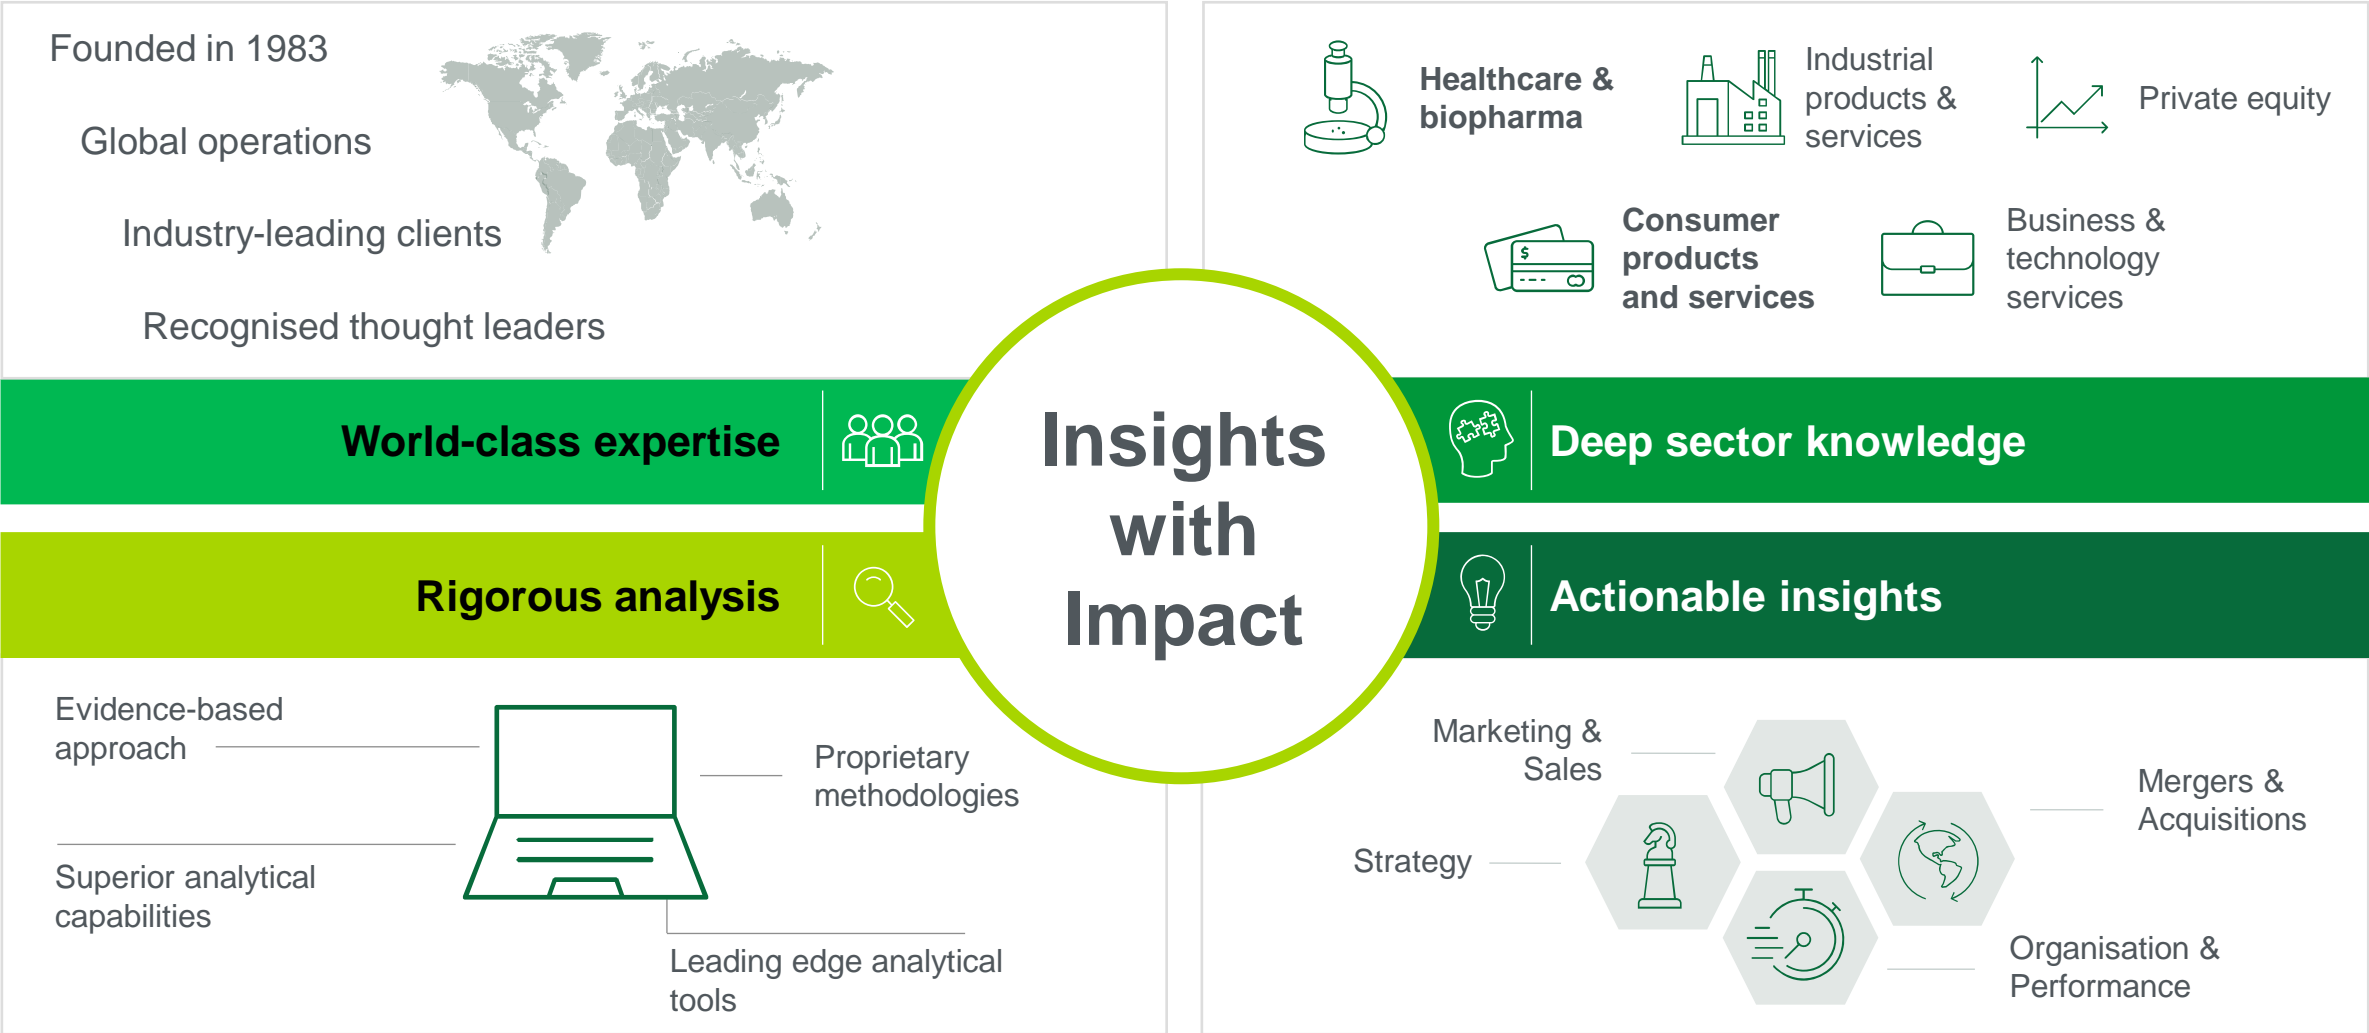 Founded in 1983
Global operations
Industry-leading clients
Recognised thought leaders
Healthcare &
biopharma
Industrial
products &
services
Private equity
Consumer
products
and services
$
Business &
technology
services
World-class expertise
Deep sector knowledge
Insights
with
Impact
Rigorous analysis
Actionable insights
Evidence-based
approach
Proprietary
methodologies
Superior analytical
capabilities
Leading edge analytical
tools
Marketing &
Sales
Mergers &
Acquisitions
Strategy
Organisation &
Performance